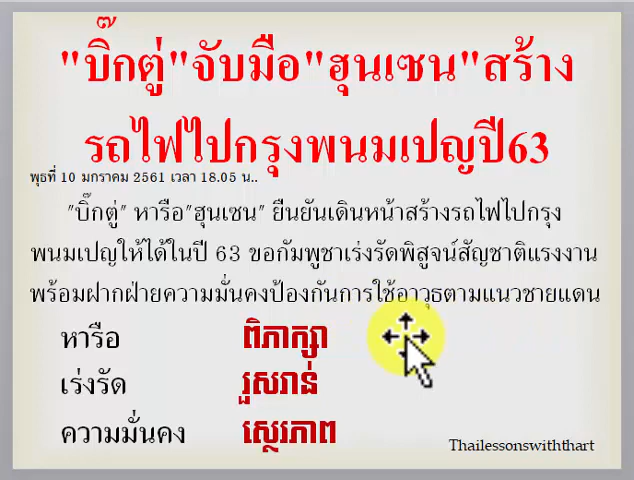 "บิ๊กตู่"จับมือ"ฮุนเซน"สร้าง
รถไฟไปกรุงพนมเปญปี63
พุธที่ 10 มกราคม 2561 เวลา 18.05 น..
"บิ๊กตู่" หารือ"ฮุนเซน" ยืนยันเดินหน้าสร้างรถไฟไปกรุง
พนมเปญให้ได้ในปี 63 ขอกัมพูชาเร่งรัดพิสูจน์สัญชาติแรงงาน
พร้อมฝากฝ่ายความมั่นคงป้องกันการใช้อาวุธตามแนวชายแดน
หารือ ពិភាក្សា
เร่งรัด រួសរាន់
ความมั่นคง ស្ថេរភាព
Thailessonswiththart